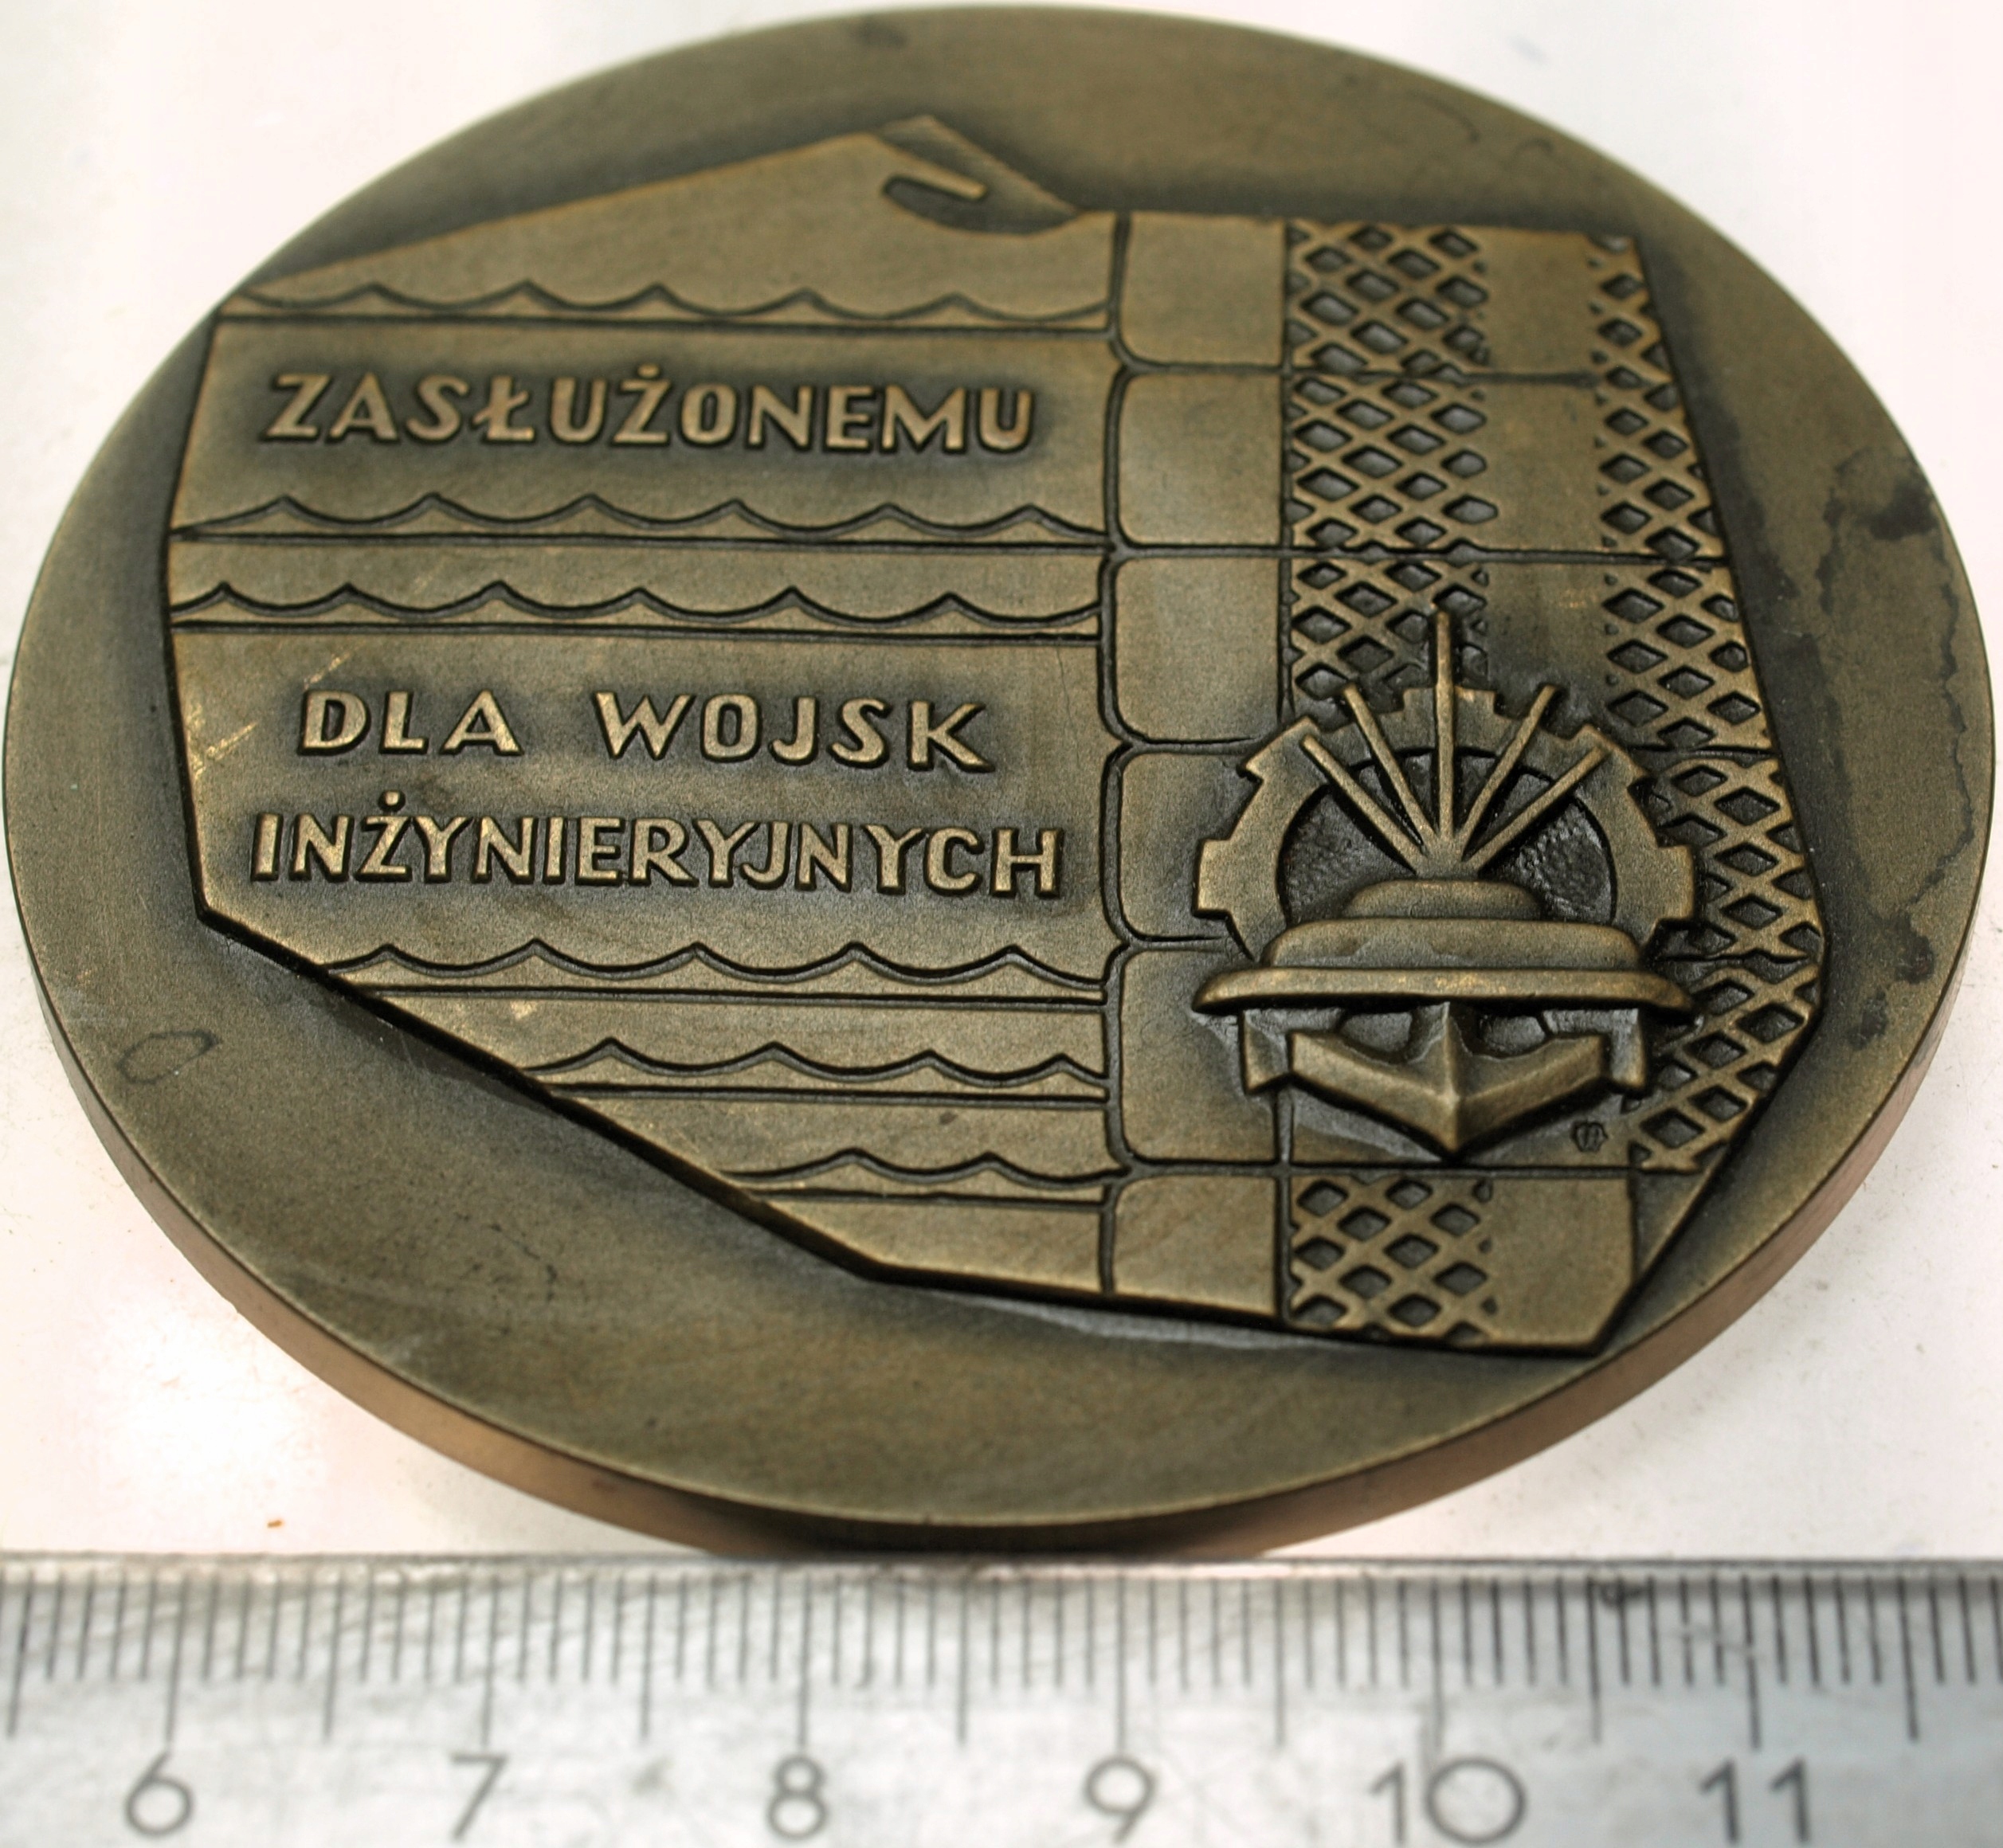 ZASŁUŻONEMU
DLA WOJSK
INŻYNIERYJNYCH
6 7 8 9 10 11